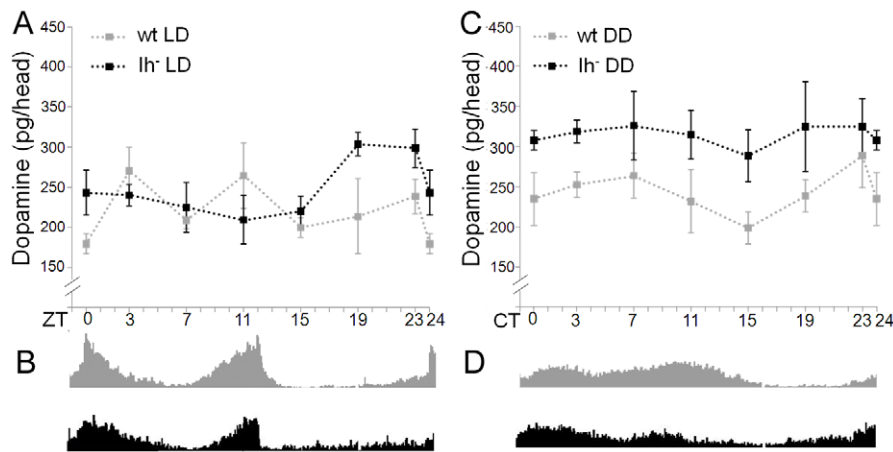 A
450
400
350
300
250
200
150
Dopamine (pg/head)
wt LD
Ih⁻ LD
ZT 0 3 7 11 15 19 23 24
B
C
450
400
350
300
250
200
150
Dopamine (pg/head)
wt DD
Ih⁻ DD
CT 0 3 7 11 15 19 23 24
D